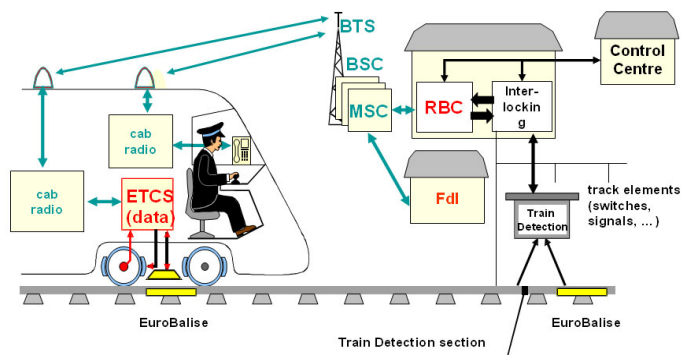 BTS
BSC
MSC
RBC
Inter-
lockin
g
Control
Centre
cab
radio
cab
radio
ETCS
(data)
Fdl
Train
Detection
track elements
(switches,
signals, ... )
EuroBalise
EuroBalise
Train Detection section